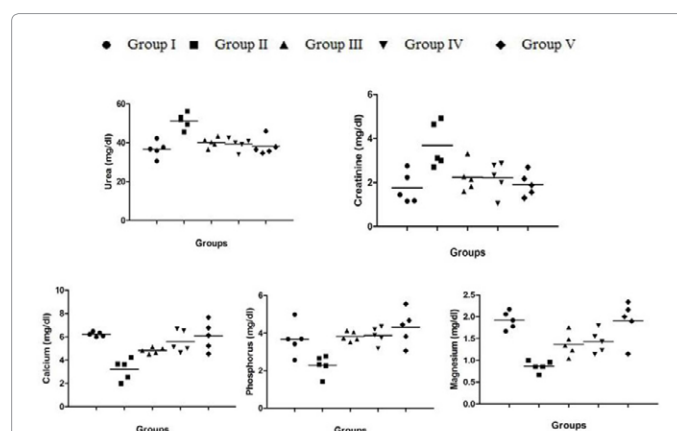 Group I Group II Group III Group IV Group V
60
40
20
0
Urea (mg/dl)
Groups
6
4
2
0
Creatinine (mg/dl)
Groups
10
8
6
4
2
0
Calcium (mg/dl)
Groups
6
4
2
0
Phosphorus (mg/dl)
Groups
2.5
2.0
1.5
1.0
0.5
0.0
Magnesium (mg/dl)
Groups